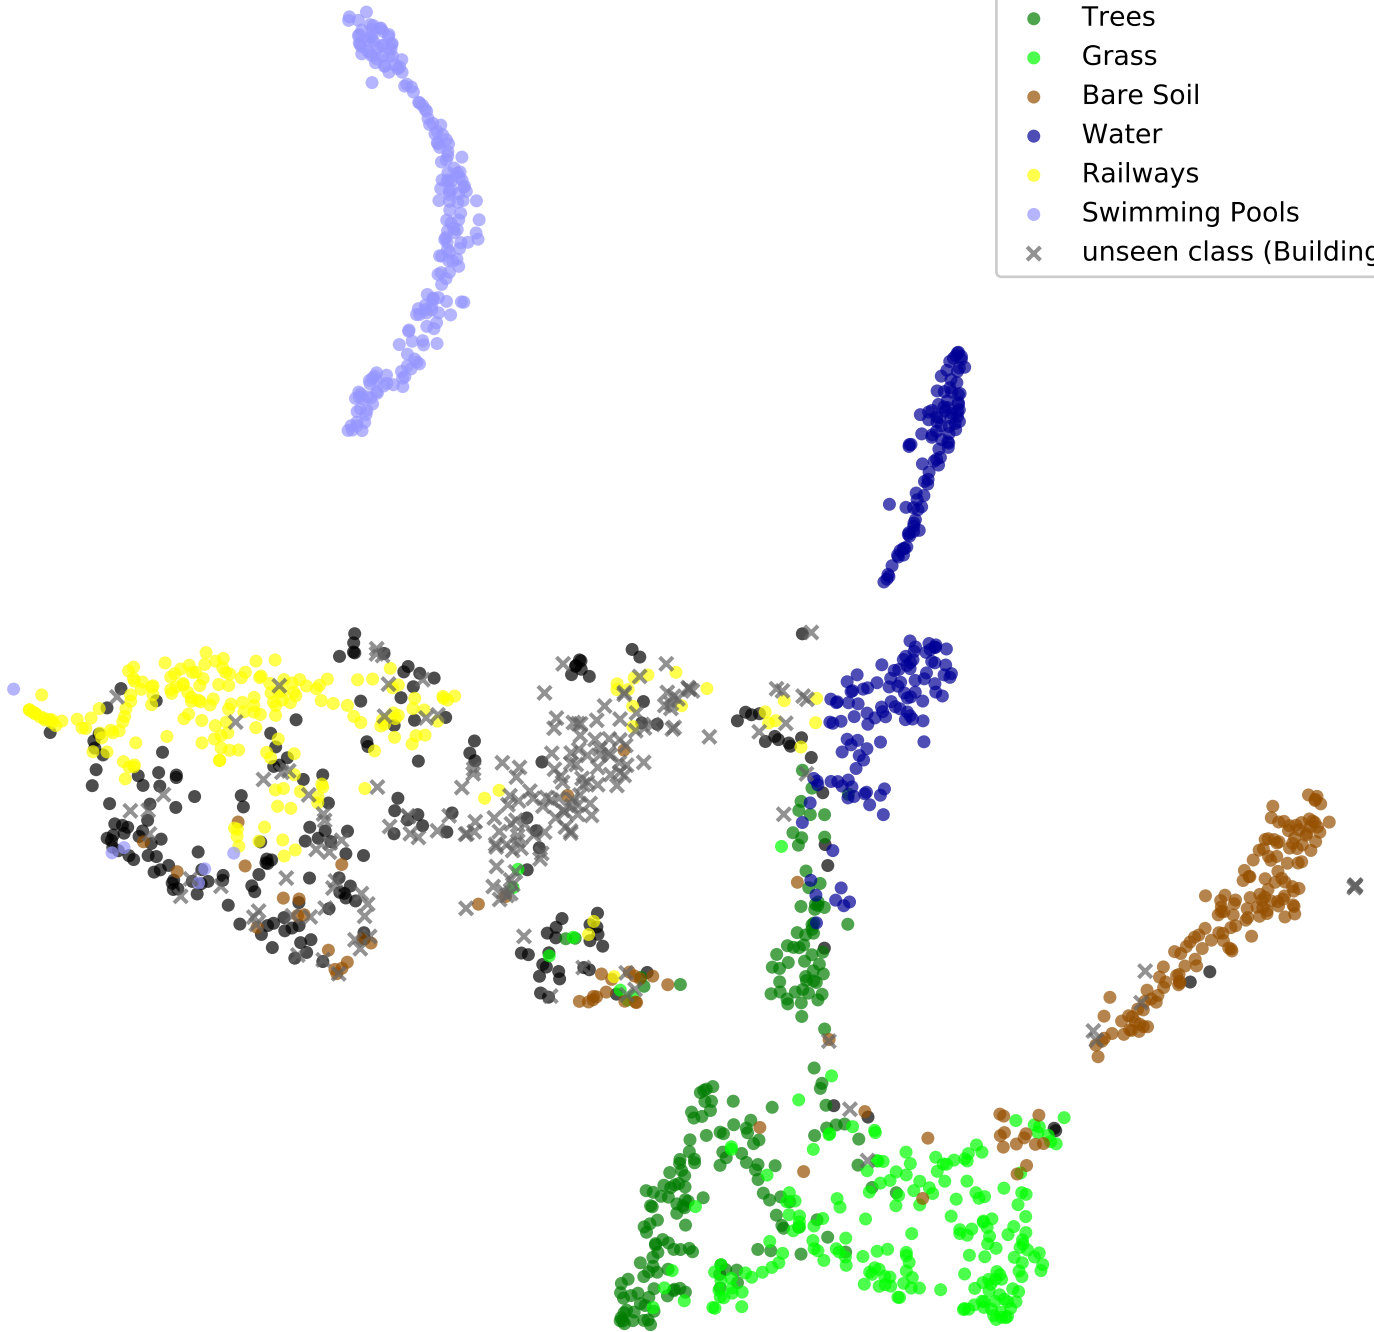 Trees
Grass
Bare Soil
Water
Railways
Swimming Pools
unseen class (Building